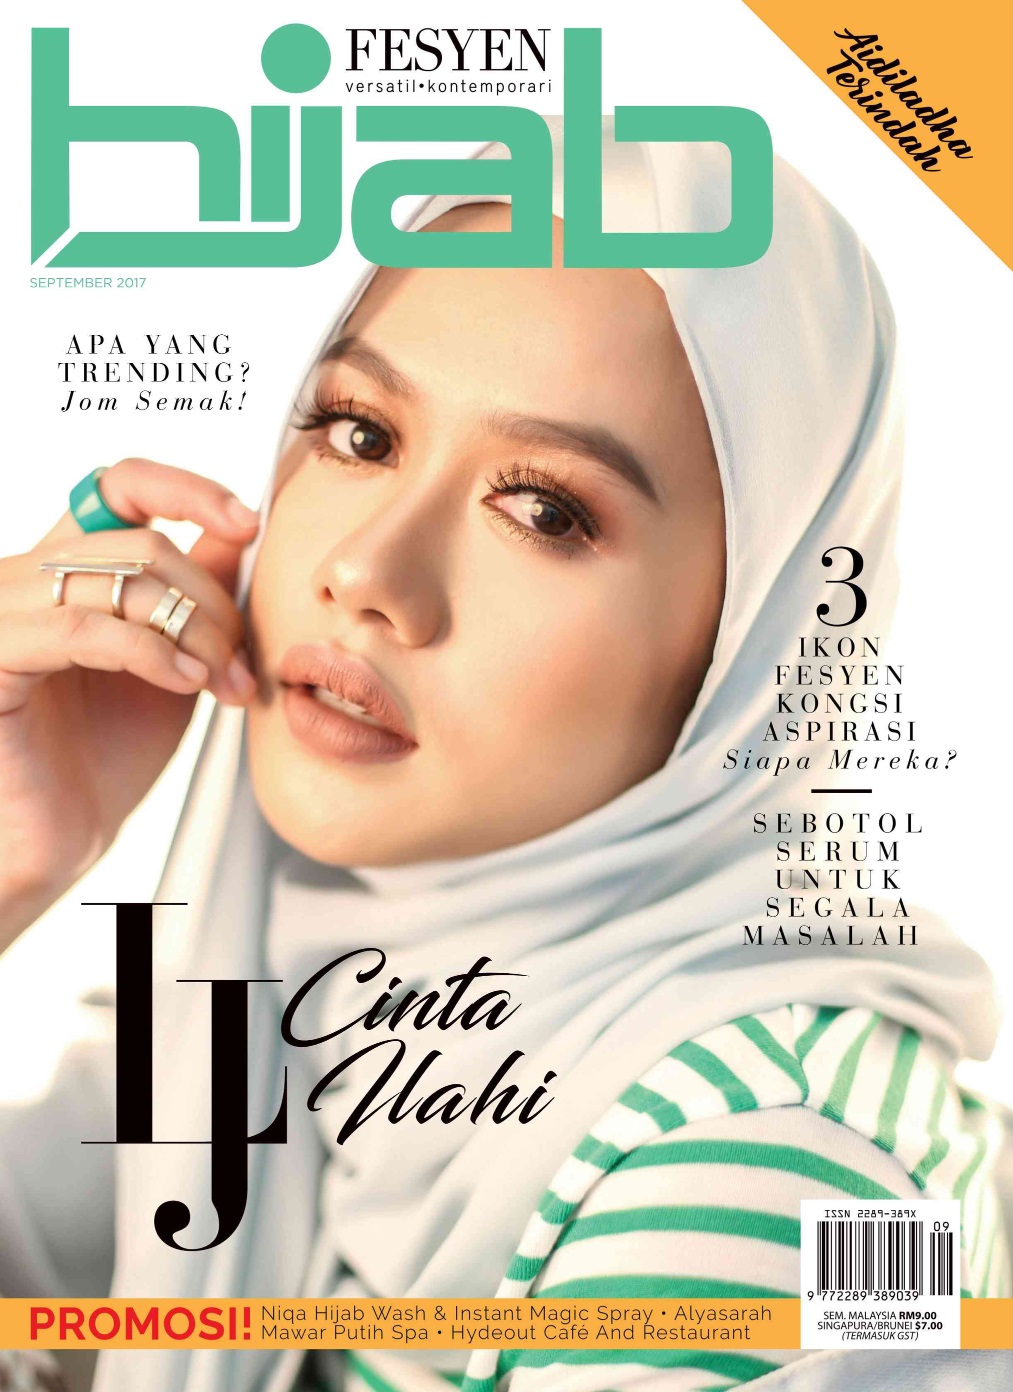 FESYEN
versatil•kontemporari
hijab
Aidiladha
Terindah
SEPTEMBER 2017
APA YANG
TRENDING?
Jom Semak!
3
IKON
FESYEN
KONGSI
ASPIRASI
Siapa Mereka?
SEBOTOL
SERUM
UNTUK
SEGALA
MASALAH
LJ
Cinta
Ilahi
ISSN 2289-389X
09
9 772289 389039
SEM. MALAYSIA RM9.00
SINGAPURA/BRUNEI $7.00
(TERMASUK GST)
PROMOSI!
Niqa Hijab Wash & Instant Magic Spray • Alyasarah
Mawar Putih Spa • Hydeout Café And Restaurant